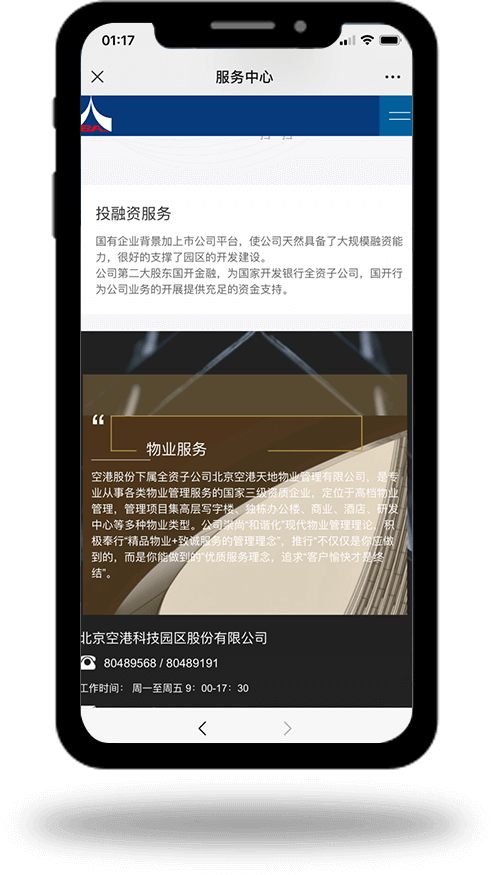 01:17
服务中心
BA
投融资服务
国有企业背景加上市公司平台，使公司天然具备了大规模融资能
力，很好的支撑了园区的开发建设。
公司第二大股东国开金融，为国家开发银行全资子公司，国开行
为公司业务的开展提供充足的资金支持。
“
物业服务
空港股份下属全资子公司北京空港天地物业管理有限公司，是专
业从事各类物业管理服务的国家三级资质企业，定位于高档物业
管理，管理项目集高层写字楼、独栋办公楼、商业、酒店、研发
中心等多种物业类型。公司崇尚“和谐化”现代物业管理理论，积
极奉行“精品物业+致诚服务的管理理念”，推行“不仅仅是你应做
到的，而是你能做到的”优质服务理念，追求“客户愉快才是终
结”。
北京空港科技园区股份有限公司
80489568 / 80489191
工作时间： 周一至周五 9：00-17：30